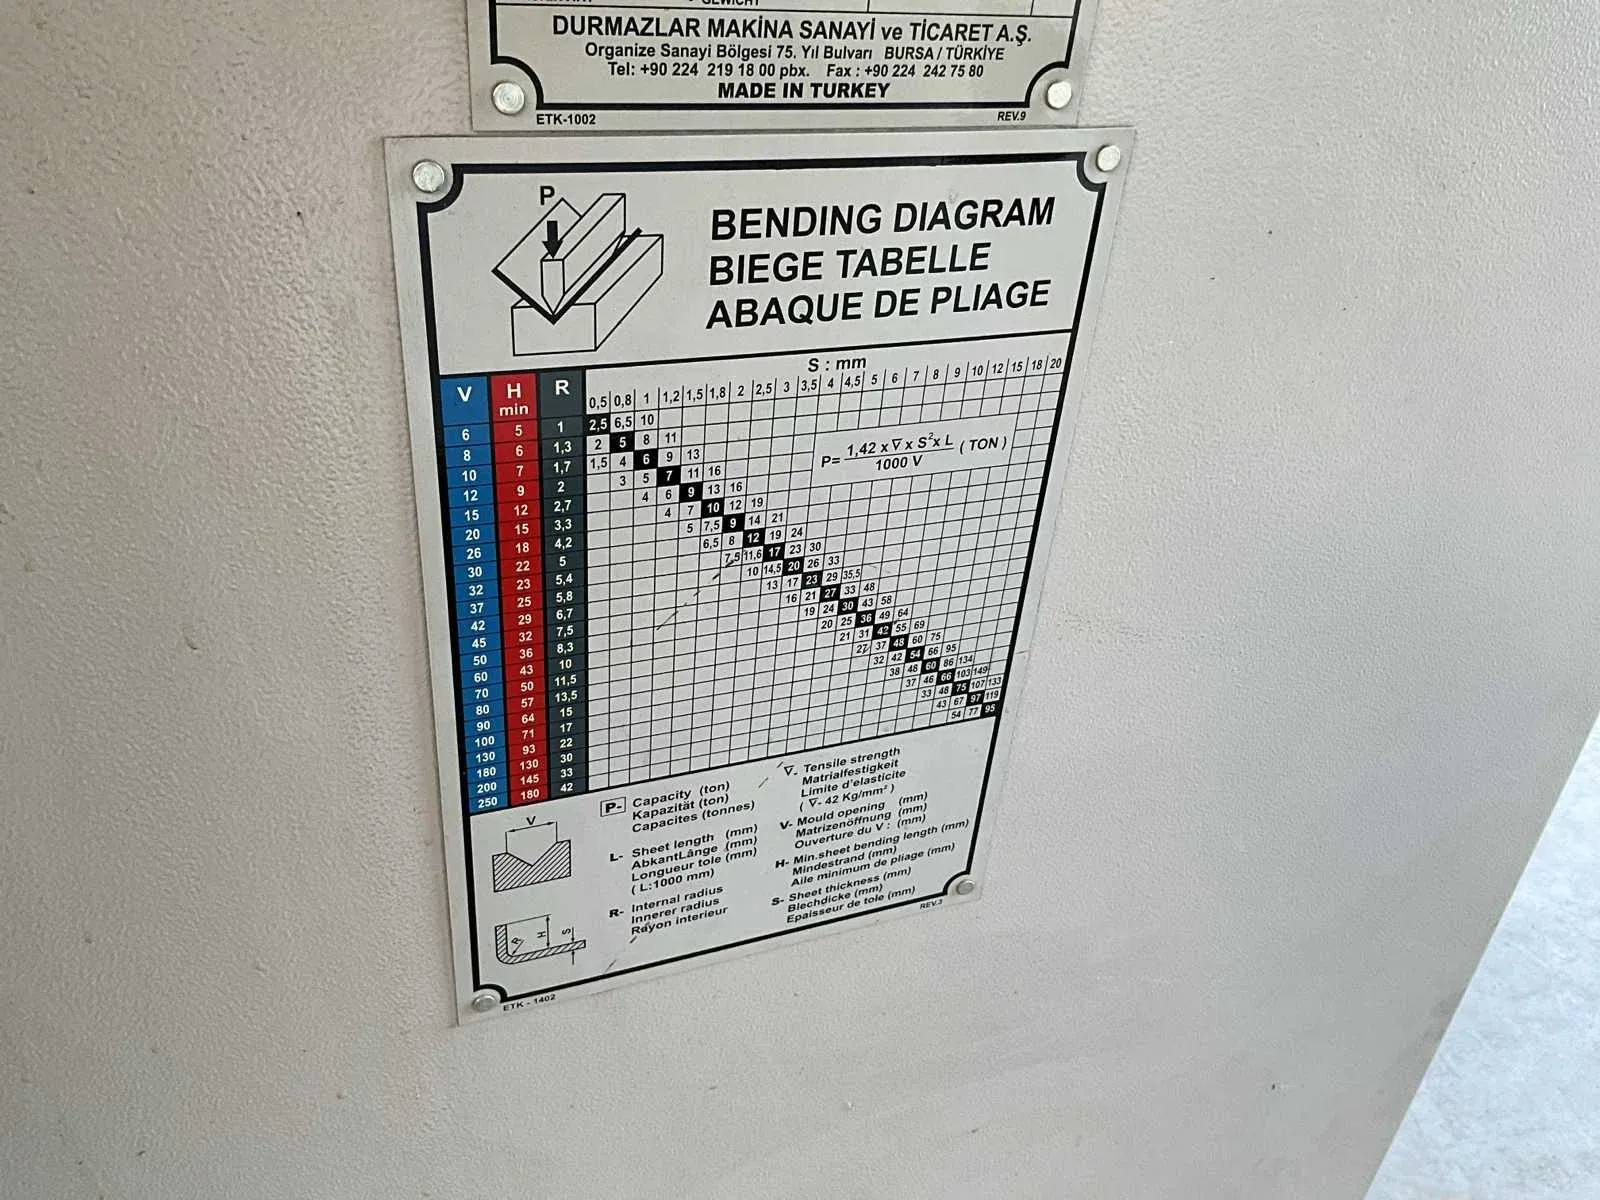 GEWICHT
DURMAZLAR MAKİNA SANAYİ ve TİCARET A.Ş.
Organize Sanayi Bölgesi 75. Yıl Bulvarı BURSA / TÜRKİYE
Tel: +90 224 219 18 00 pbx. Fax : +90 224 242 75 80
MADE IN TURKEY
ETK-1002 REV.9
P
BENDING DIAGRAM
BIEGE TABELLE
ABAQUE DE PLIAGE
S : mm
V H min R 0,5 0,8 1 1,2 1,5 1,8 2 2,5 3 3,5 4 4,5 5 6 7 8 9 10 12 15 18 20
6 5 1 2,5 6,5 10
8 6 1,3 2 5 8 11
10 7 1,7 1,5 4 6 9 13
12 9 2 3 5 7 11 16
15 12 2,7 4 6 9 13 16
20 15 3,3 4 7 10 12 19
26 18 4,2 5 7,5 9 14 21
30 22 5 6,5 8 12 19 24
32 23 5,4 7,5 11,6 17 23 30
37 25 5,8 10 14,5 20 26 33
42 29 6,7 13 17 23 29 35,5
45 32 7,5 16 21 27 33 48
50 36 8,3 19 24 30 43 58
60 43 10 20 25 36 49 64
70 50 11,5 21 31 42 55 69
80 57 13,5 27 37 48 60 75
90 64 15 32 42 54 66 95
100 71 17 38 48 60 86 134
130 93 22 37 46 66 103 149
180 130 30 33 48 75 107 133
200 145 33 43 67 97 119
250 180 42 54 77 95
P= 1,42 x ∇ x S² x L / 1000 V ( TON )
P- Capacity (ton)
Kapazität (ton)
Capacites (tonnes)
L- Sheet length (mm)
AbkantLänge (mm)
Longueur tole (mm)
( L:1000 mm)
R- Internal radius
Innerer radius
Rayon interieur
∇- Tensile strength
Matrialfestigkeit
Limite d'elasticite
( ∇- 42 Kg/mm² )
V- Mould opening (mm)
Matrizenöffnung (mm)
Ouverture du V : (mm)
H- Min.sheet bending length (mm)
Mindestrand (mm)
Aile minimum de pliage (mm)
S- Sheet thickness (mm)
Blechdicke (mm)
Epaisseur de tole (mm)
V
R H S
ETK - 1402 REV.3